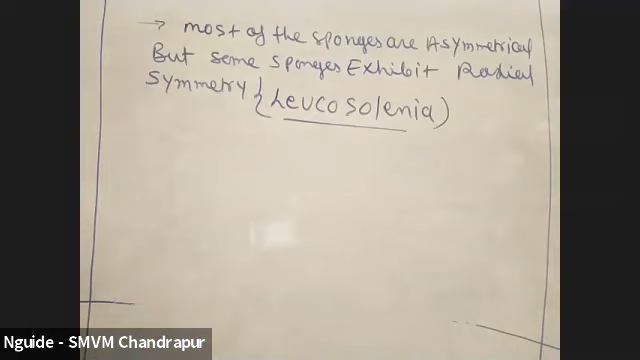 → most of the sponges are Asymmetrical
But some sponges Exhibit Radial
symmetry {Leucosolenia)
Nguide - SMVM Chandrapur